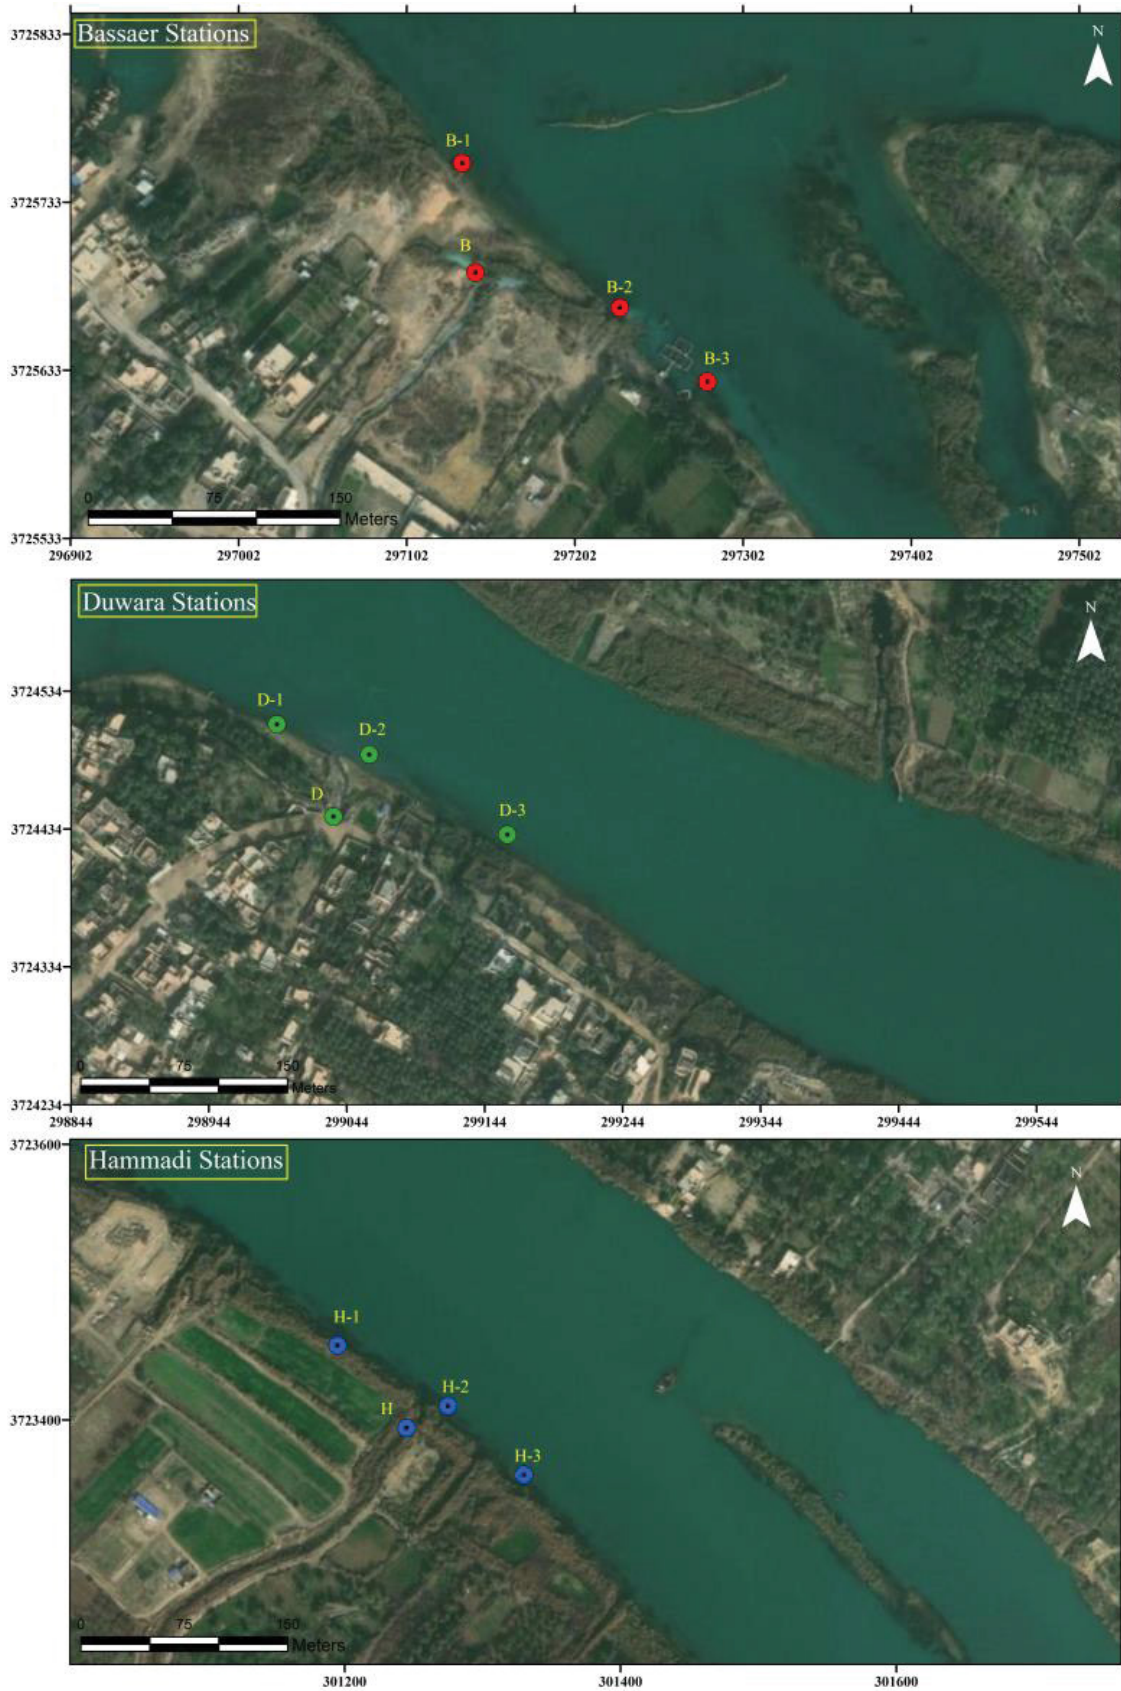 Bassaer Stations
N
3725833
B-1
3725733
B
B-2
B-3
3725633
0 75 150
Meters
3725533
296902 297002 297102 297202 297302 297402 297502
Duwara Stations
N
3724534
D-1
D-2
D
D-3
3724434
3724334
0 75 150
Meters
3724234
298844 298944 299044 299144 299244 299344 299444 299544
3723600
Hammadi Stations
N
H-1
H-2
H
3723400
H-3
0 75 150
Meters
301200 301400 301600